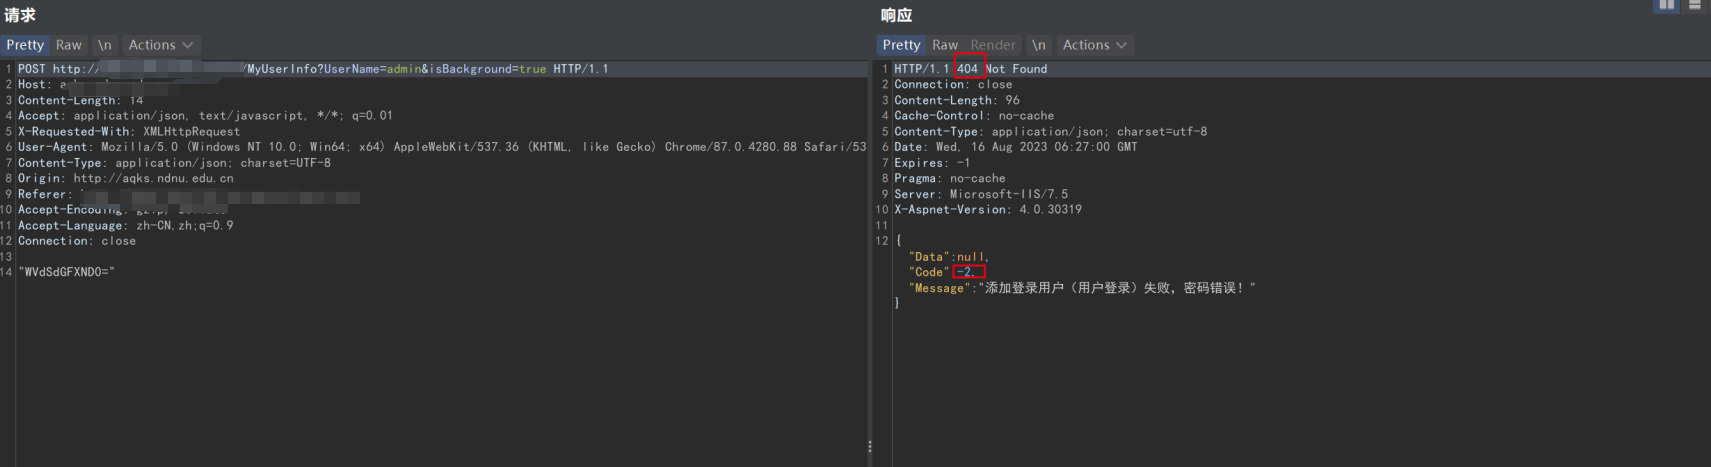 请求
Pretty Raw \n Actions
1 POST http:// /MyUserInfo?UserName=admin&isBackground=true HTTP/1.1
2 Host:
3 Content-Length: 14
4 Accept: application/json, text/javascript, */*; q=0.01
5 X-Requested-With: XMLHttpRequest
6 User-Agent: Mozilla/5.0 (Windows NT 10.0; Win64; x64) AppleWebKit/537.36 (KHTML, like Gecko) Chrome/87.0.4280.88 Safari/53
7 Content-Type: application/json; charset=UTF-8
8 Origin: http://aqks.ndnu.edu.cn
9 Referer:
10 Accept-Encoding:
11 Accept-Language: zh-CN,zh;q=0.9
12 Connection: close
13
14 "WVdSdGFXND0="
响应
Pretty Raw Render \n Actions
1 HTTP/1.1 404 Not Found
2 Connection: close
3 Content-Length: 96
4 Cache-Control: no-cache
5 Content-Type: application/json; charset=utf-8
6 Date: Wed, 16 Aug 2023 06:27:00 GMT
7 Expires: -1
8 Pragma: no-cache
9 Server: Microsoft-IIS/7.5
10 X-Aspnet-Version: 4.0.30319
11
12 {
"Data":null,
"Code" -2,
"Message":"添加登录用户（用户登录）失败，密码错误！"
}